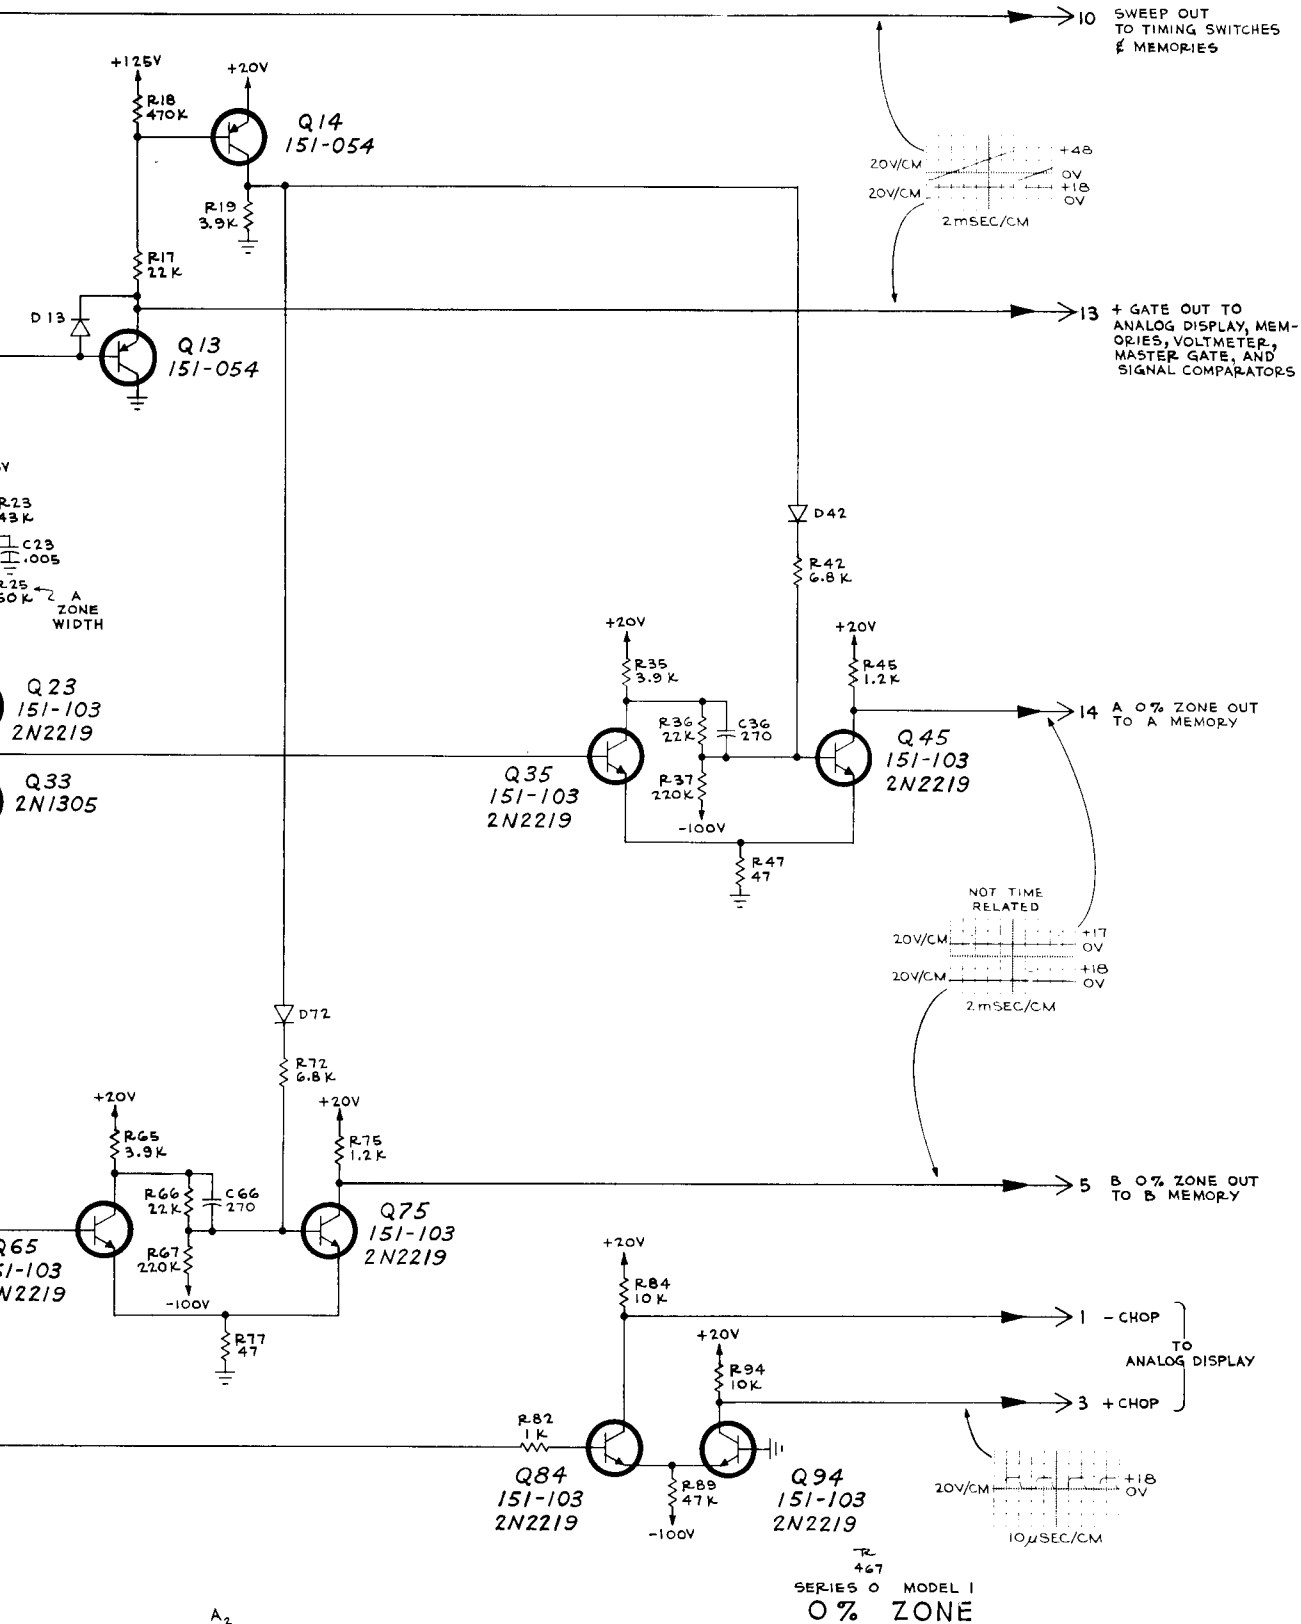 10 SWEEP OUT
TO TIMING SWITCHES
& MEMORIES
+125V
+20V
R18
470K
Q14
151-054
20V/CM
+48
0V
20V/CM
+18
0V
2mSEC/CM
R19
3.9K
R17
22K
D13
Q13
151-054
13 + GATE OUT TO
ANALOG DISPLAY, MEM-
ORIES, VOLTMETER,
MASTER GATE, AND
SIGNAL COMPARATORS
V
R23
43K
C23
.005
R25
A
ZONE
WIDTH
D42
R42
6.8K
+20V
+20V
R35
3.9K
R45
1.2K
Q23
151-103
2N2219
R36
22K
C36
270
14 A 0% ZONE OUT
TO A MEMORY
Q33
2N1305
Q35
151-103
2N2219
R37
220K
-100V
Q45
151-103
2N2219
R47
47
NOT TIME
RELATED
20V/CM
+17
0V
20V/CM
+18
0V
2mSEC/CM
D72
R72
6.8K
+20V
+20V
R65
3.9K
R75
1.2K
R66
22K
C66
270
5 B 0% ZONE OUT
TO B MEMORY
Q65
51-103
N2219
R67
220K
-100V
Q75
151-103
2N2219
R77
47
+20V
R84
10K
1 - CHOP
+20V
TO
ANALOG DISPLAY
R94
10K
3 + CHOP
R82
1K
Q84
151-103
2N2219
R89
47K
-100V
Q94
151-103
2N2219
20V/CM
+18
0V
10µSEC/CM
TR
467
SERIES O MODEL 1
0% ZONE
A2